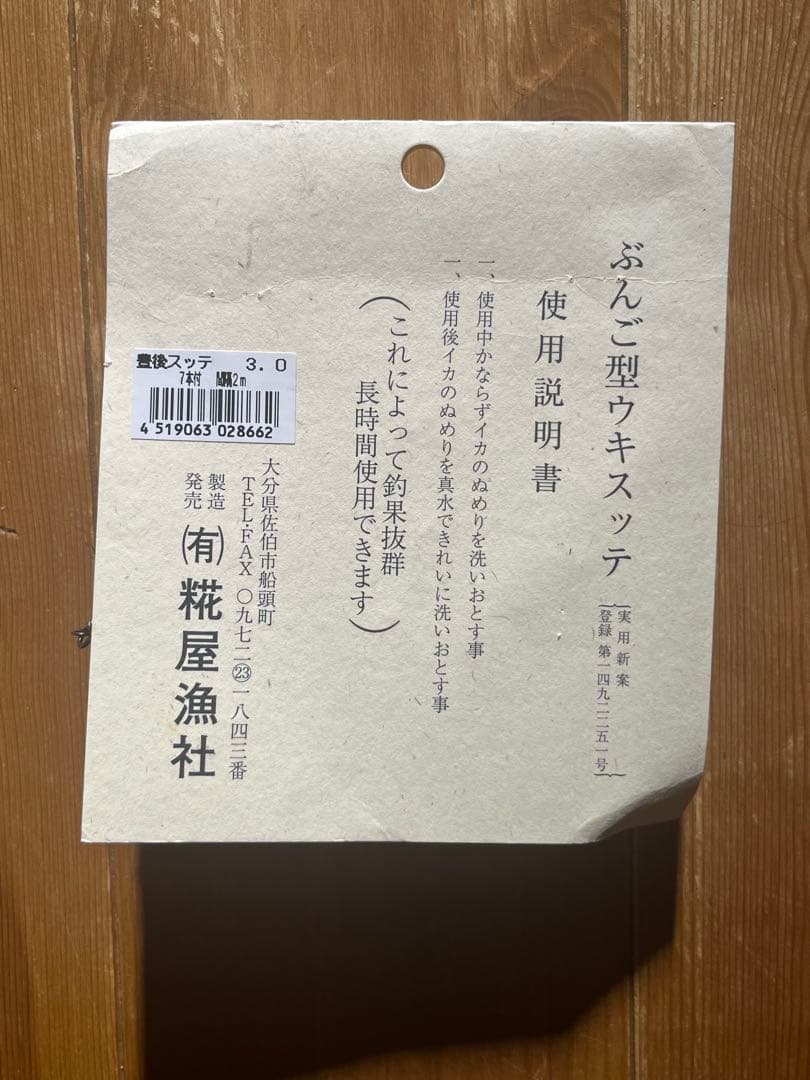 ぶんご型ウキスッテ
実用新案
登録 第一四九二二五一号
使用説明書
一、使用中かならずイカのぬめりを洗いおとす事
一、使用後イカのぬめりを真水できれいに洗いおとす事
(これによって釣果抜群
長時間使用できます)
大分県佐伯市船頭町
TEL・FAX 〇九七二㉓一八四三番
製造
発売
㈲糀屋漁社
豊後スッテ 3.0
7本付 間隔2m
4 519063 028662